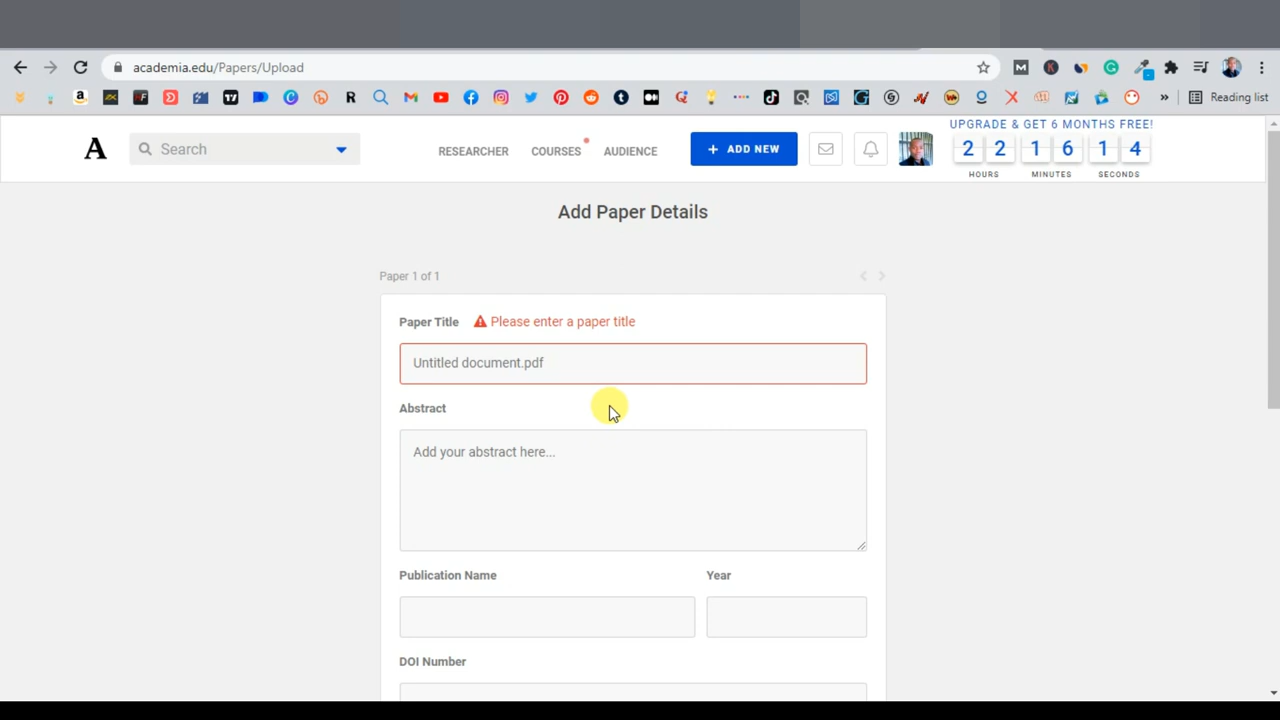 academia.edu/Papers/Upload
Reading list
UPGRADE & GET 6 MONTHS FREE!
A
Search
RESEARCHER
COURSES
AUDIENCE
+ ADD NEW
2 2 1 6 1 4
HOURS MINUTES SECONDS
Add Paper Details
Paper 1 of 1
Paper Title Please enter a paper title
Untitled document.pdf
Abstract
Add your abstract here...
Publication Name Year
DOI Number